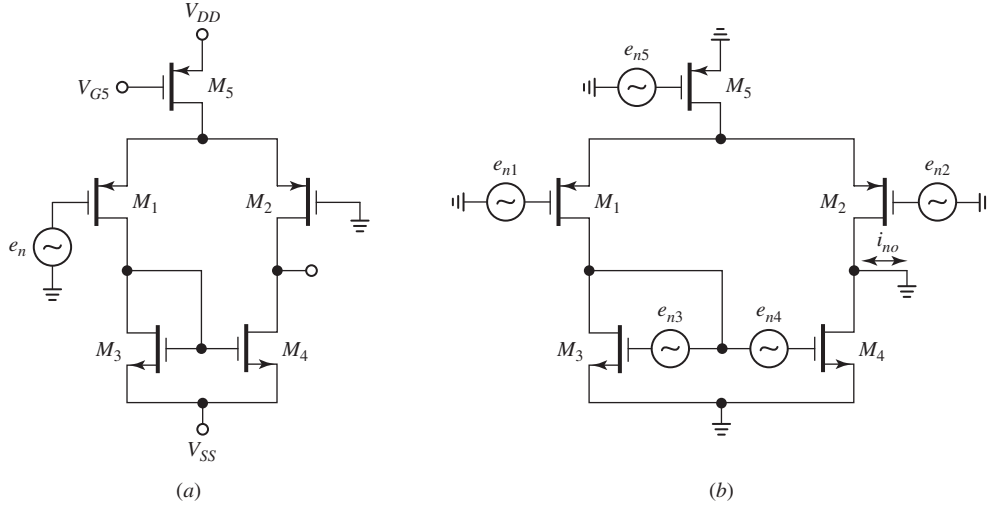 V_DD
V_G5
M_5
M_1
M_2
e_n
M_3
M_4
V_SS
(a)
e_n5
M_5
e_n1
M_1
M_2
e_n2
i_no
e_n3
e_n4
M_3
M_4
(b)